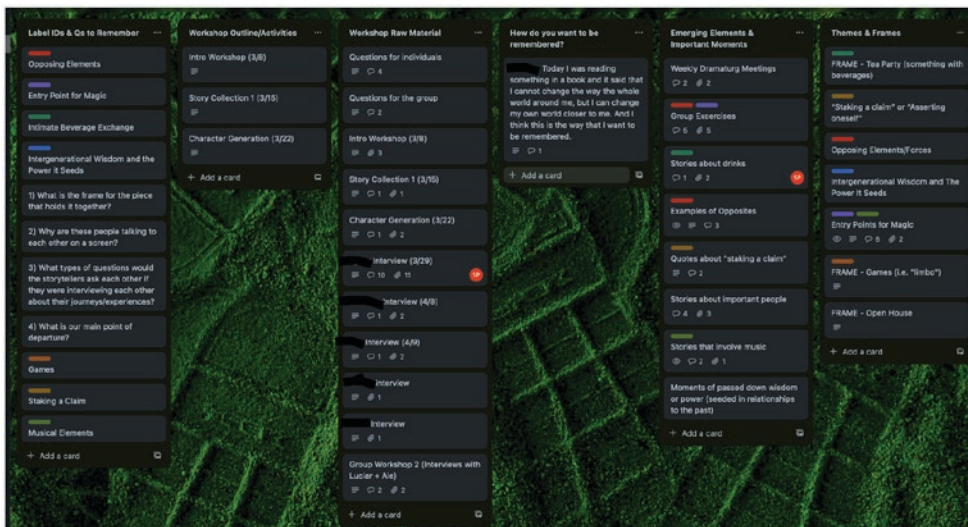 Label IDs & Qs to Remember
Opposing Elements
Entry Point for Magic
Intimate Beverage Exchange
Intergenerational Wisdom and the
Power it Seeds
1) What is the frame for the piece
that holds it together?
2) Why are these people talking to
each other on a screen?
3) What types of questions would
the storytellers ask each other if
they were interviewing each other
about their journeys/experiences?
4) What is our main point of
departure?
Games
Staking a Claim
Musical Elements
+ Add a card
Workshop Outline/Activities
Intro Workshop (3/8)
Story Collection 1 (3/15)
Character Generation (3/22)
+ Add a card
Workshop Raw Material
Questions for individuals
4
Questions for the group
2
Intro Workshop (3/8)
3
Story Collection 1 (3/15)
1 1
Character Generation (3/22)
1 2
Interview (3/29)
10 11
SP
Interview (4/8)
1 2
Interview (4/9)
1 2
Interview
1
Interview
1
Group Workshop 2 (Interviews with
Lucier + Ale)
2 2
+ Add a card
How do you want to be
remembered?
Today I was reading
something in a book and it said that
I cannot change the way the whole
world around me, but I can change
my own world closer to me. And I
think this is the way that I want to
be remembered.
1
+ Add a card
Emerging Elements &
Important Moments
Weekly Dramaturg Meetings
2 2
Group Excercises
5 5
Stories about drinks
1 2
SP
Examples of Opposites
3
Quotes about "staking a claim"
2
Stories about important people
4 3
Stories that involve music
2 1
Moments of passed down wisdom
or power (seeded in relationships
to the past)
+ Add a card
Themes & Frames
FRAME - Tea Party (something with
beverages)
"Staking a claim" or "Asserting
oneself"
Opposing Elements/Forces
Intergenerational Wisdom and The
Power It Seeds
Entry Points for Magic
6 2
FRAME - Games (i.e. "limbo")
FRAME - Open House
+ Add a card